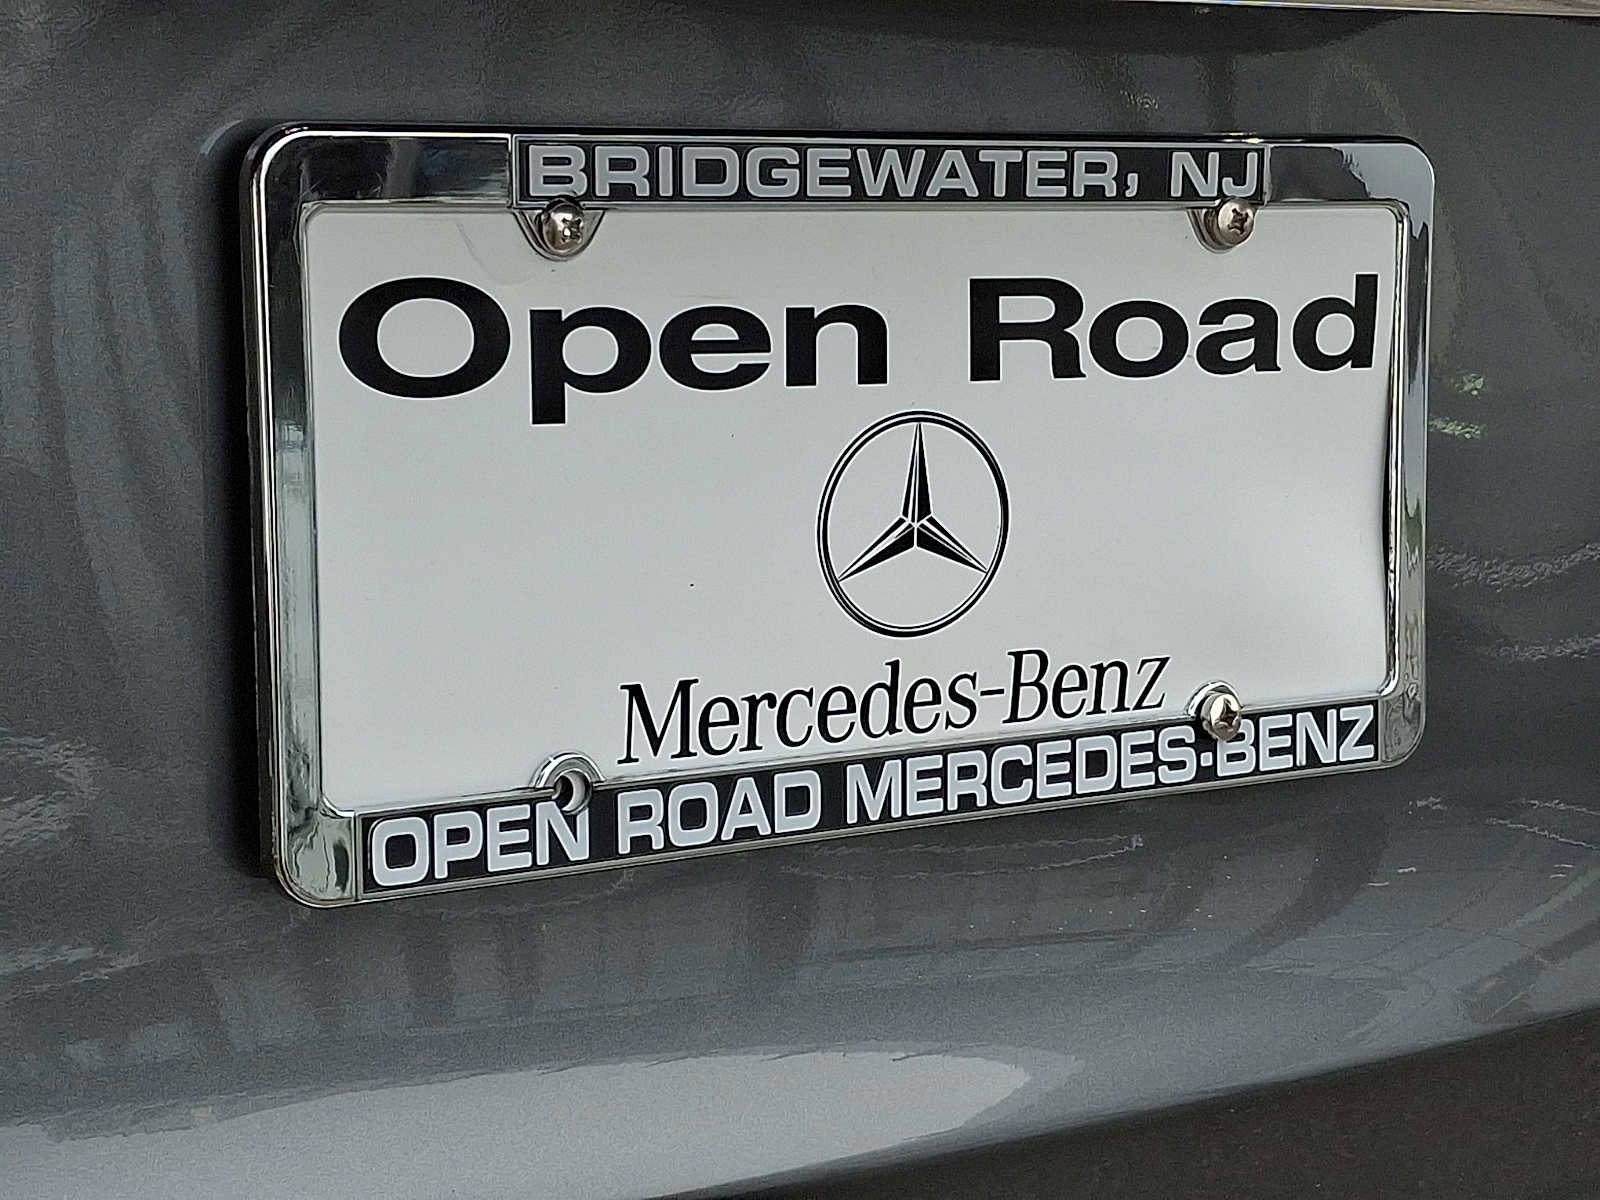 BRIDGEWATER, NJ
Open Road
Mercedes-Benz
OPEN ROAD MERCEDES-BENZ